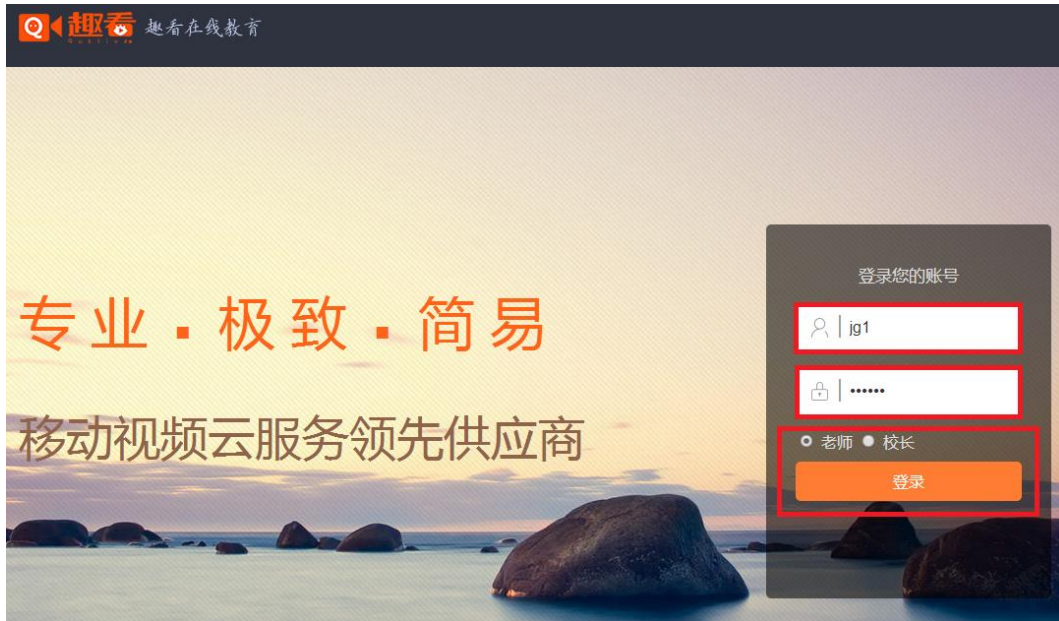 趣看 趣看在线教育
专业·极致·简易
移动视频云服务领先供应商
登录您的账号
jg1
••••••
老师 校长
登录